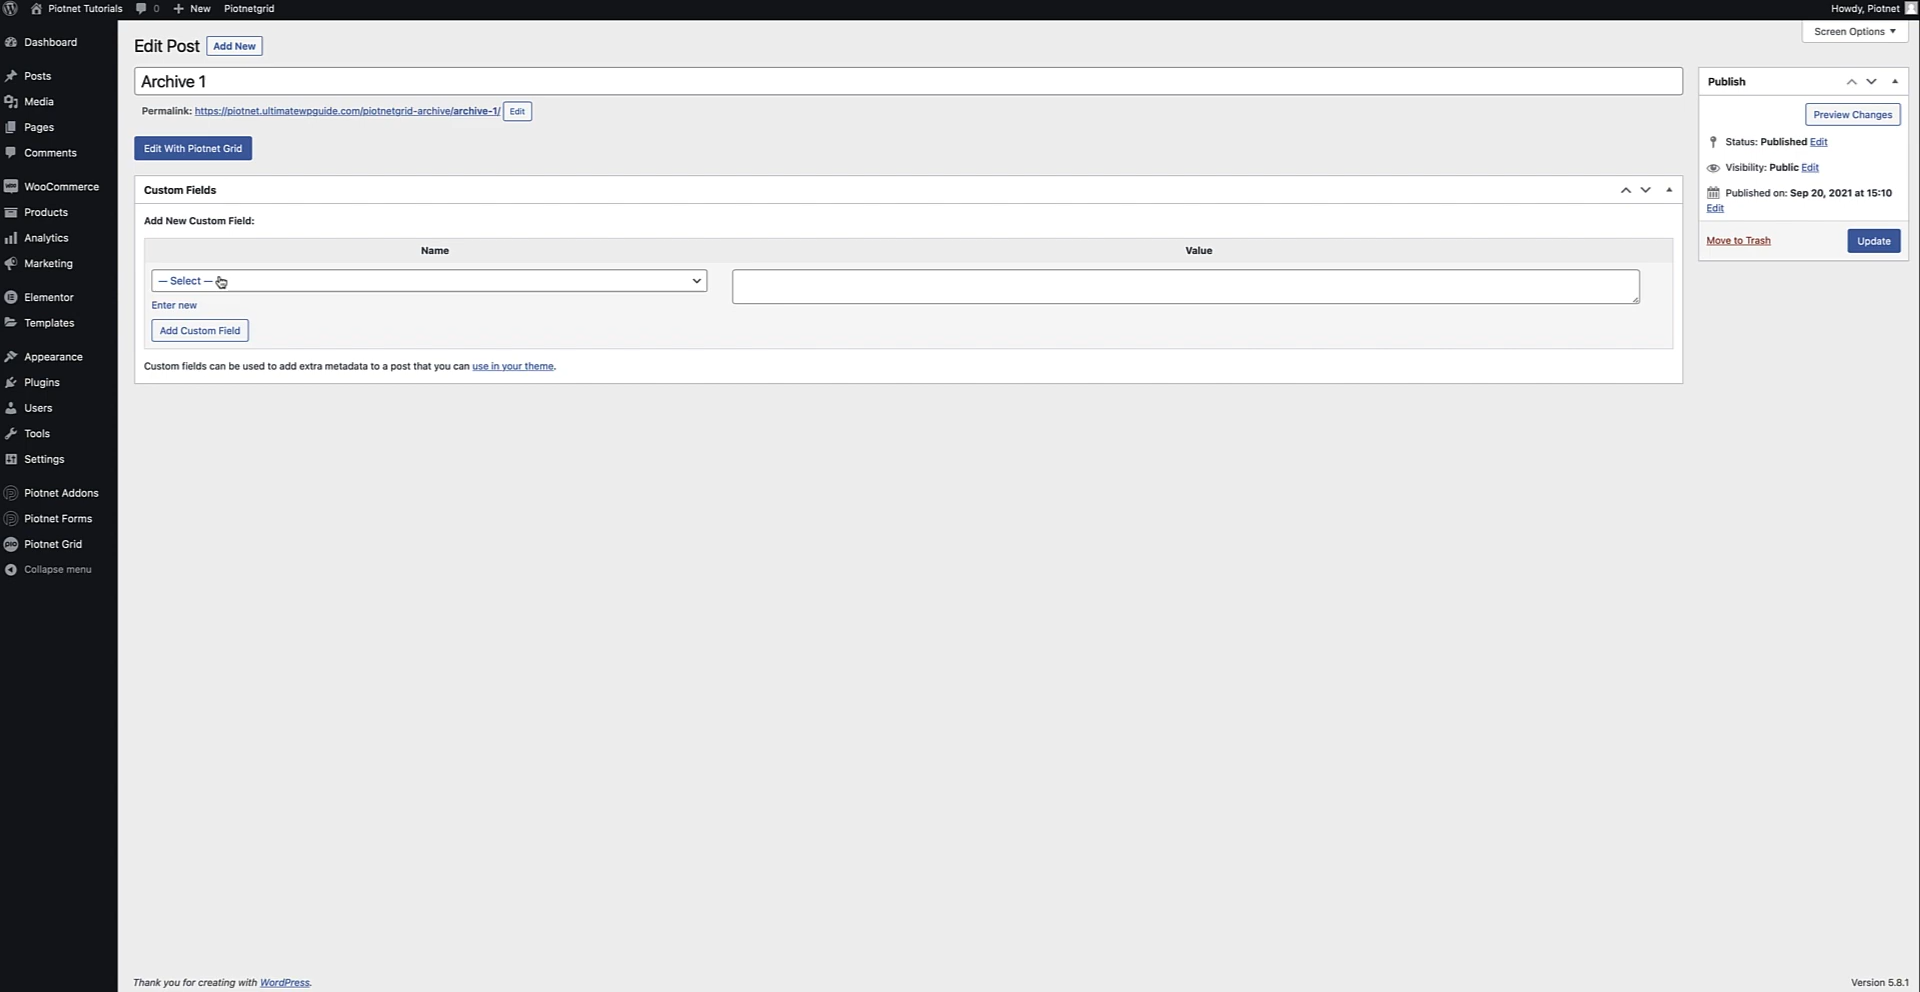 Piotnet Tutorials 0 New Piotnetgrid Howdy, Piotnet
Screen Options
Dashboard
Posts
Media
Pages
Comments
WooCommerce
Products
Analytics
Marketing
Elementor
Templates
Appearance
Plugins
Users
Tools
Settings
Piotnet Addons
Piotnet Forms
Piotnet Grid
Collapse menu
Edit Post Add New
Archive 1
Permalink: https://piotnet.ultimatewpguide.com/piotnetgrid-archive/archive-1/ Edit
Edit With Piotnet Grid
Custom Fields
Add New Custom Field:
Name Value
— Select —
Enter new
Add Custom Field
Custom fields can be used to add extra metadata to a post that you can use in your theme.
Publish
Preview Changes
Status: Published Edit
Visibility: Public Edit
Published on: Sep 20, 2021 at 15:10
Edit
Move to Trash Update
Thank you for creating with WordPress. Version 5.8.1